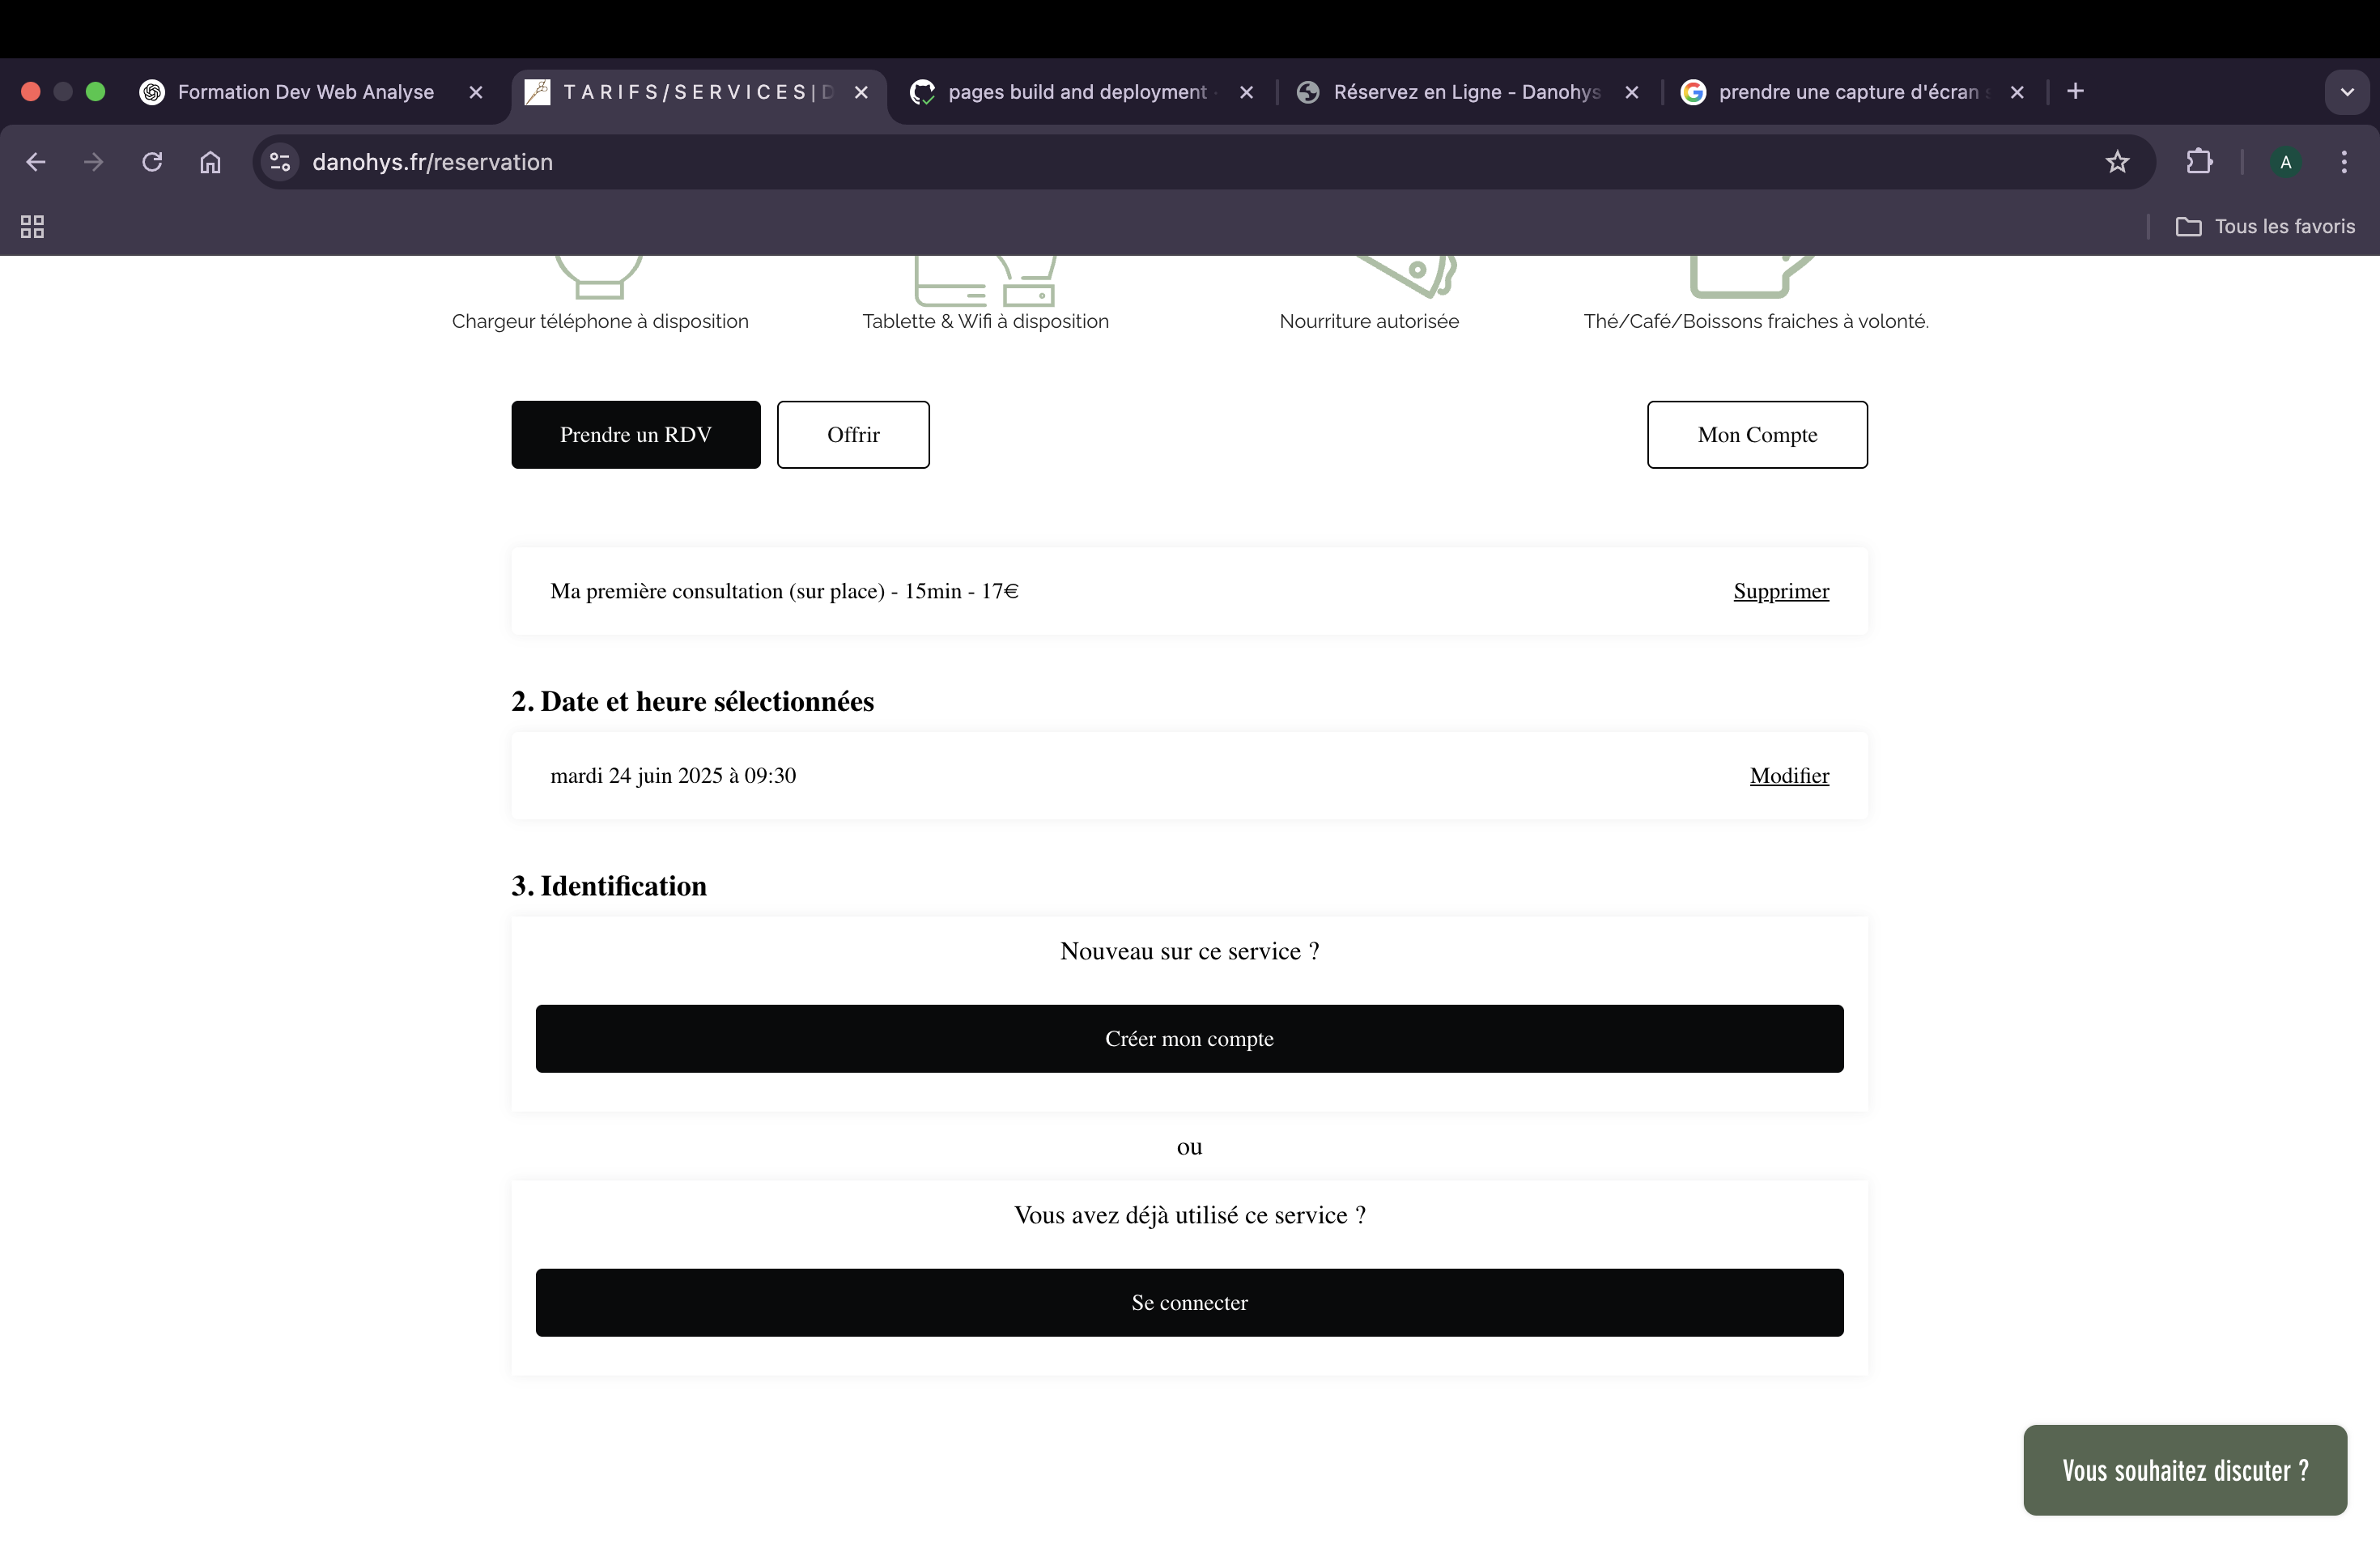 Formation Dev Web Analyse
TARIFS/SERVICES| D
pages build and deployment ·
Réservez en Ligne - Danohys
prendre une capture d'écran s
danohys.fr/reservation
A
Tous les favoris
Chargeur téléphone à disposition
Tablette & Wifi à disposition
Nourriture autorisée
Thé/Café/Boissons fraiches à volonté.
Prendre un RDV
Offrir
Mon Compte
Ma première consultation (sur place) - 15min - 17€
Supprimer
2. Date et heure sélectionnées
mardi 24 juin 2025 à 09:30
Modifier
3. Identification
Nouveau sur ce service ?
Créer mon compte
ou
Vous avez déjà utilisé ce service ?
Se connecter
Vous souhaitez discuter ?